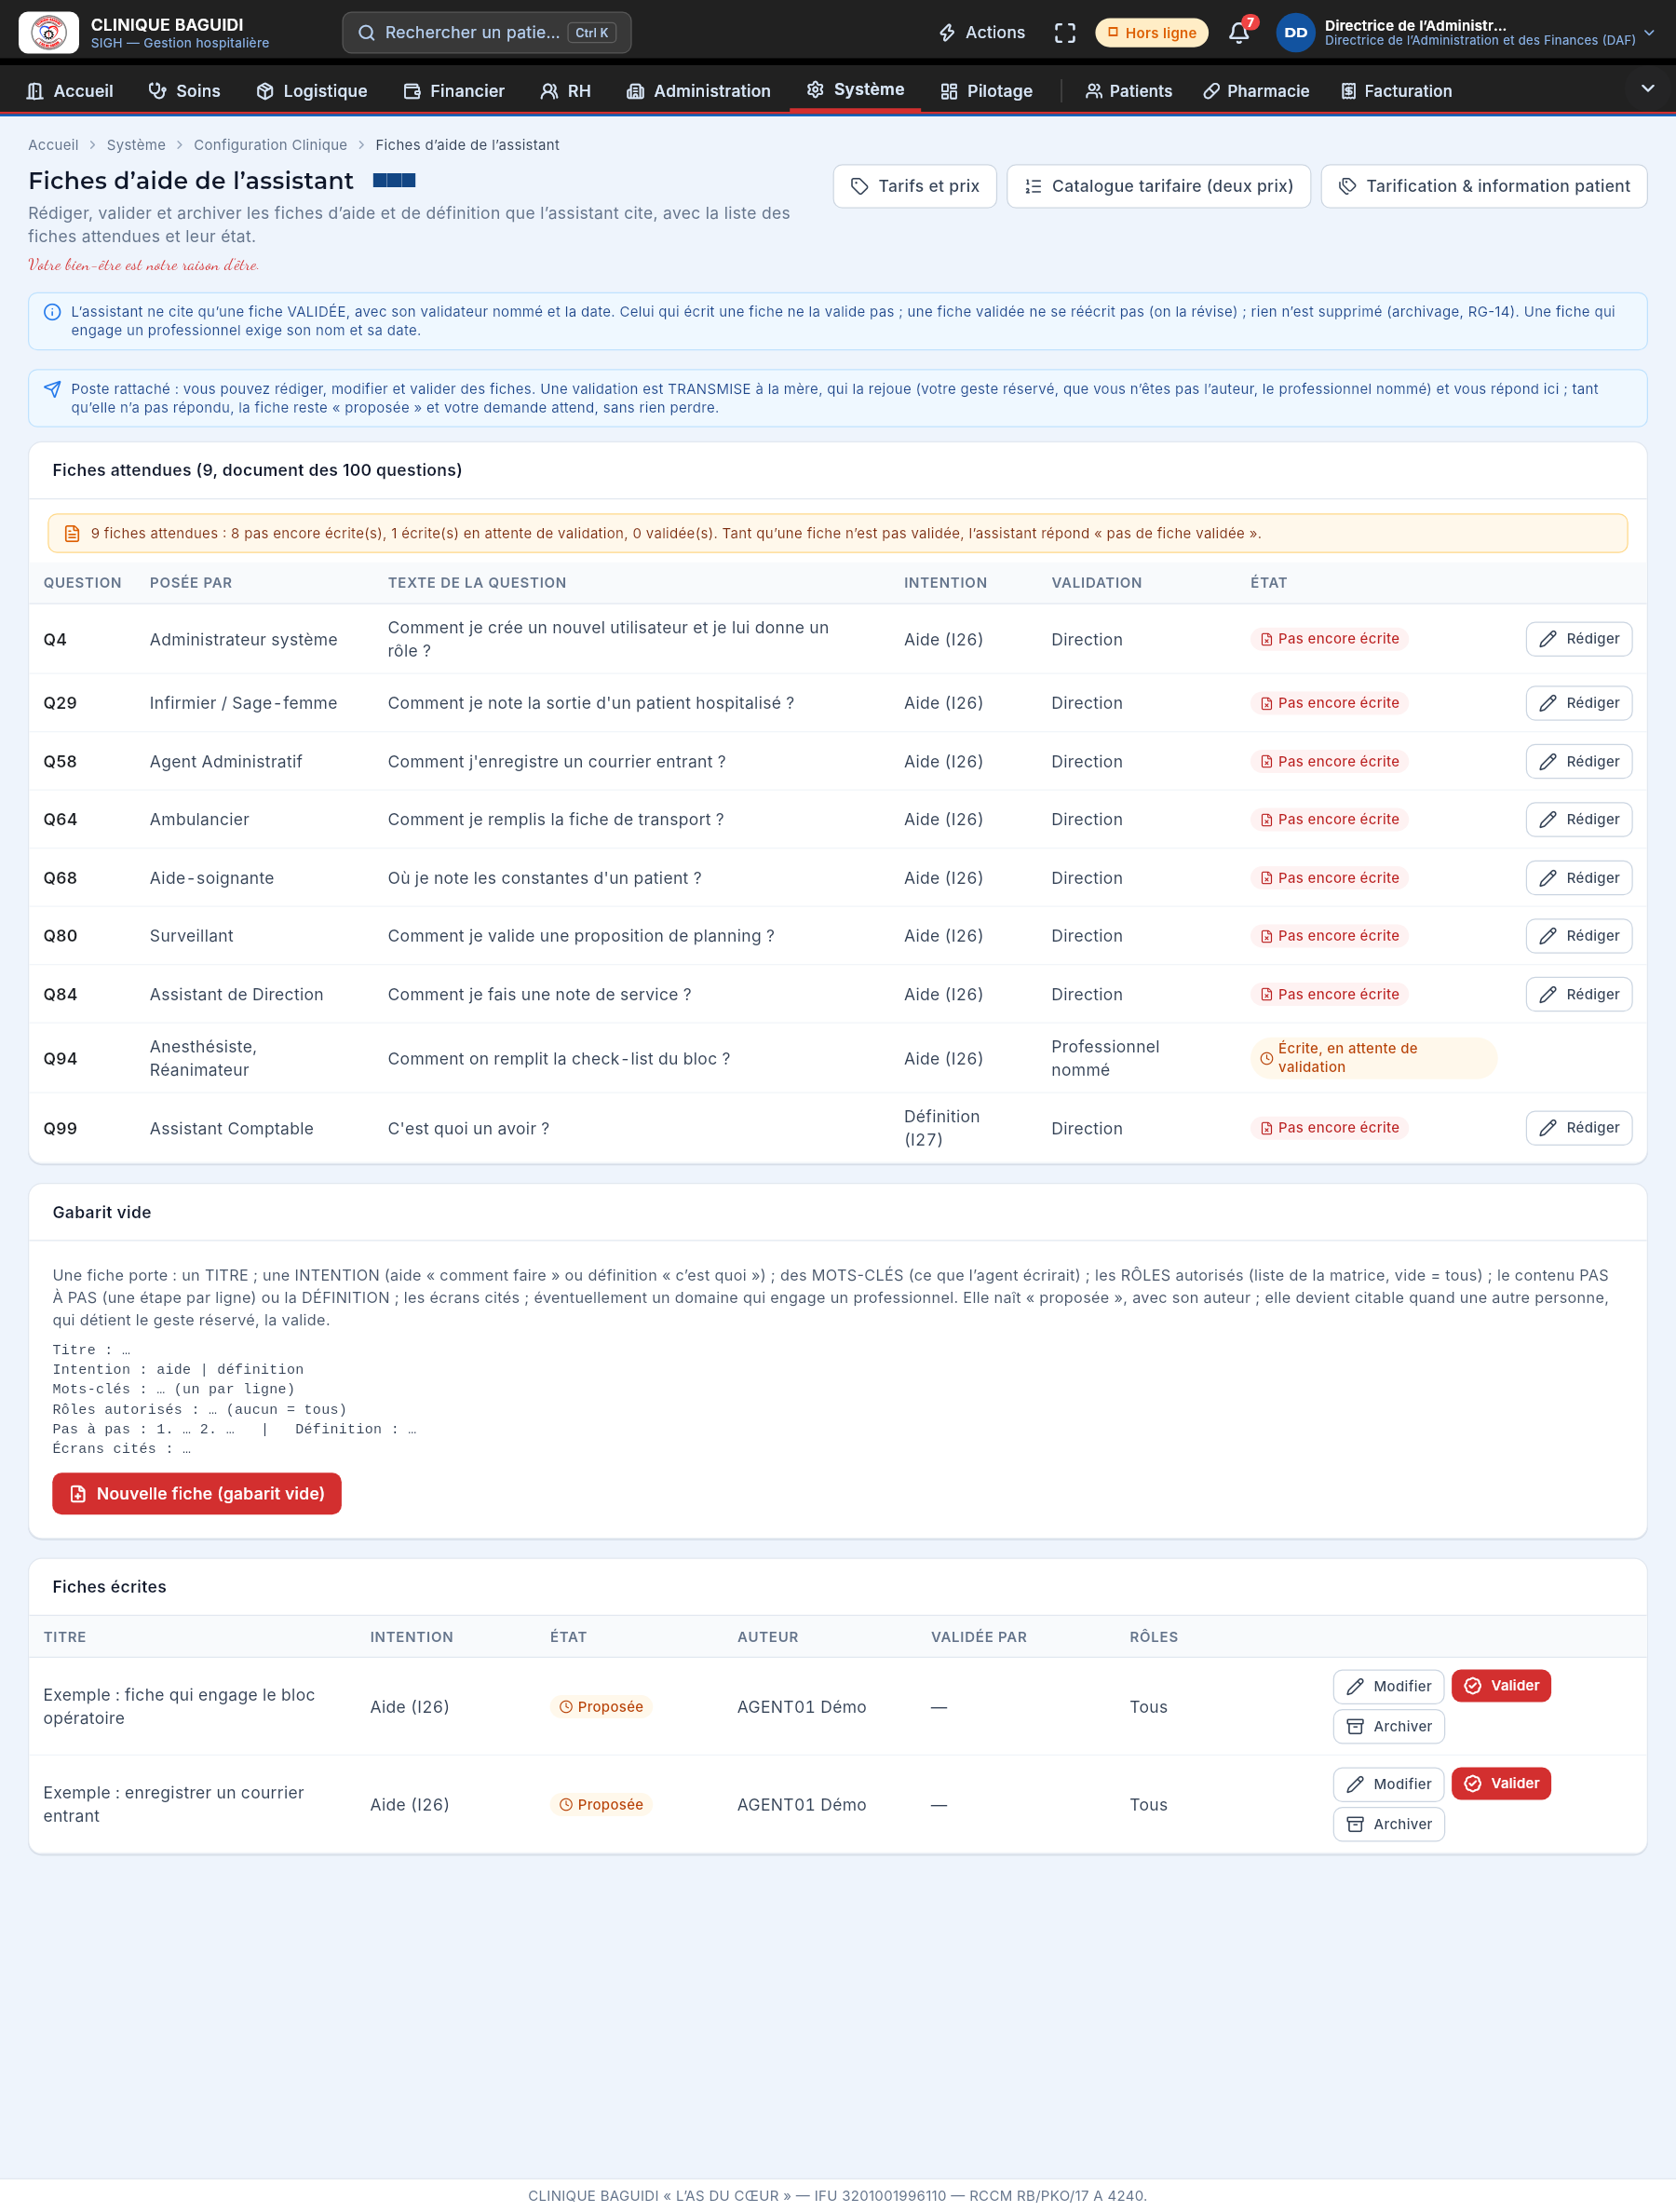 CLINIQUE BAGUIDI
SIGH — Gestion hospitalière
Rechercher un patie... Ctrl K
Actions
Hors ligne
7
DD
Directrice de l’Administr...
Directrice de l’Administration et des Finances (DAF)
Accueil Soins Logistique Financier RH Administration Système Pilotage Patients Pharmacie Facturation
Accueil > Système > Configuration Clinique > Fiches d’aide de l’assistant
Fiches d’aide de l’assistant
Tarifs et prix
Catalogue tarifaire (deux prix)
Tarification & information patient
Rédiger, valider et archiver les fiches d’aide et de définition que l’assistant cite, avec la liste des
fiches attendues et leur état.
Votre bien-être est notre raison d'être.
L’assistant ne cite qu’une fiche VALIDÉE, avec son validateur nommé et la date. Celui qui écrit une fiche ne la valide pas ; une fiche validée ne se réécrit pas (on la révise) ; rien n’est supprimé (archivage, RG-14). Une fiche qui
engage un professionnel exige son nom et sa date.
Poste rattaché : vous pouvez rédiger, modifier et valider des fiches. Une validation est TRANSMISE à la mère, qui la rejoue (votre geste réservé, que vous n’êtes pas l’auteur, le professionnel nommé) et vous répond ici ; tant
qu’elle n’a pas répondu, la fiche reste « proposée » et votre demande attend, sans rien perdre.
Fiches attendues (9, document des 100 questions)
9 fiches attendues : 8 pas encore écrite(s), 1 écrite(s) en attente de validation, 0 validée(s). Tant qu’une fiche n’est pas validée, l’assistant répond « pas de fiche validée ».
QUESTION POSÉE PAR TEXTE DE LA QUESTION INTENTION VALIDATION ÉTAT
Q4 Administrateur système Comment je crée un nouvel utilisateur et je lui donne un
rôle ? Aide (I26) Direction Pas encore écrite Rédiger
Q29 Infirmier / Sage-femme Comment je note la sortie d'un patient hospitalisé ? Aide (I26) Direction Pas encore écrite Rédiger
Q58 Agent Administratif Comment j'enregistre un courrier entrant ? Aide (I26) Direction Pas encore écrite Rédiger
Q64 Ambulancier Comment je remplis la fiche de transport ? Aide (I26) Direction Pas encore écrite Rédiger
Q68 Aide-soignante Où je note les constantes d'un patient ? Aide (I26) Direction Pas encore écrite Rédiger
Q80 Surveillant Comment je valide une proposition de planning ? Aide (I26) Direction Pas encore écrite Rédiger
Q84 Assistant de Direction Comment je fais une note de service ? Aide (I26) Direction Pas encore écrite Rédiger
Q94 Anesthésiste,
Réanimateur Comment on remplit la check-list du bloc ? Aide (I26) Professionnel
nommé Écrite, en attente de
validation
Q99 Assistant Comptable C'est quoi un avoir ? Définition
(I27) Direction Pas encore écrite Rédiger
Gabarit vide
Une fiche porte : un TITRE ; une INTENTION (aide « comment faire » ou définition « c’est quoi ») ; des MOTS-CLÉS (ce que l’agent écrirait) ; les RÔLES autorisés (liste de la matrice, vide = tous) ; le contenu PAS
À PAS (une étape par ligne) ou la DÉFINITION ; les écrans cités ; éventuellement un domaine qui engage un professionnel. Elle naît « proposée », avec son auteur ; elle devient citable quand une autre personne,
qui détient le geste réservé, la valide.
Titre : …
Intention : aide | définition
Mots-clés : … (un par ligne)
Rôles autorisés : … (aucun = tous)
Pas à pas : 1. … 2. … | Définition : …
Écrans cités : …
Nouvelle fiche (gabarit vide)
Fiches écrites
TITRE INTENTION ÉTAT AUTEUR VALIDÉE PAR RÔLES
Exemple : fiche qui engage le bloc
opératoire Aide (I26) Proposée AGENT01 Démo — Tous Modifier Valider
Archiver
Exemple : enregistrer un courrier
entrant Aide (I26) Proposée AGENT01 Démo — Tous Modifier Valider
Archiver
CLINIQUE BAGUIDI « L’AS DU CŒUR » — IFU 3201001996110 — RCCM RB/PKO/17 A 4240.